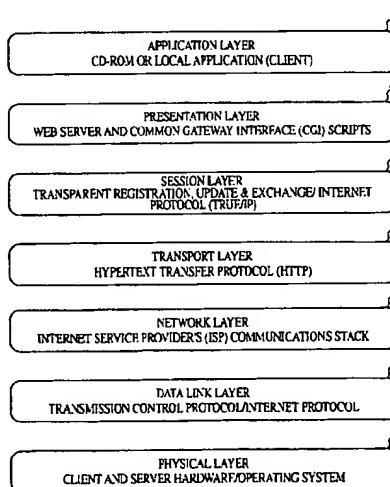 APPLICATION LAYER
CD-ROM OR LOCAL APPLICATION (CLIENT)
PRESENTATION LAYER
WEB SERVER AND COMMON GATEWAY INTERFACE (CGI) SCRIPTS
SESSION LAYER
TRANSPARENT REGISTRATION, UPDATE & EXCHANGE/ INTERNET
PROTOCOL (TRUE/IP)
TRANSPORT LAYER
HYPERTEXT TRANSFER PROTOCOL (HTTP)
NETWORK LAYER
INTERNET SERVICE PROVIDER'S (ISP) COMMUNICATIONS STACK
DATA LINK LAYER
TRANSMISSION CONTROL PROTOCOL/INTERNET PROTOCOL
PHYSICAL LAYER
CLIENT AND SERVER HARDWARE/OPERATING SYSTEM